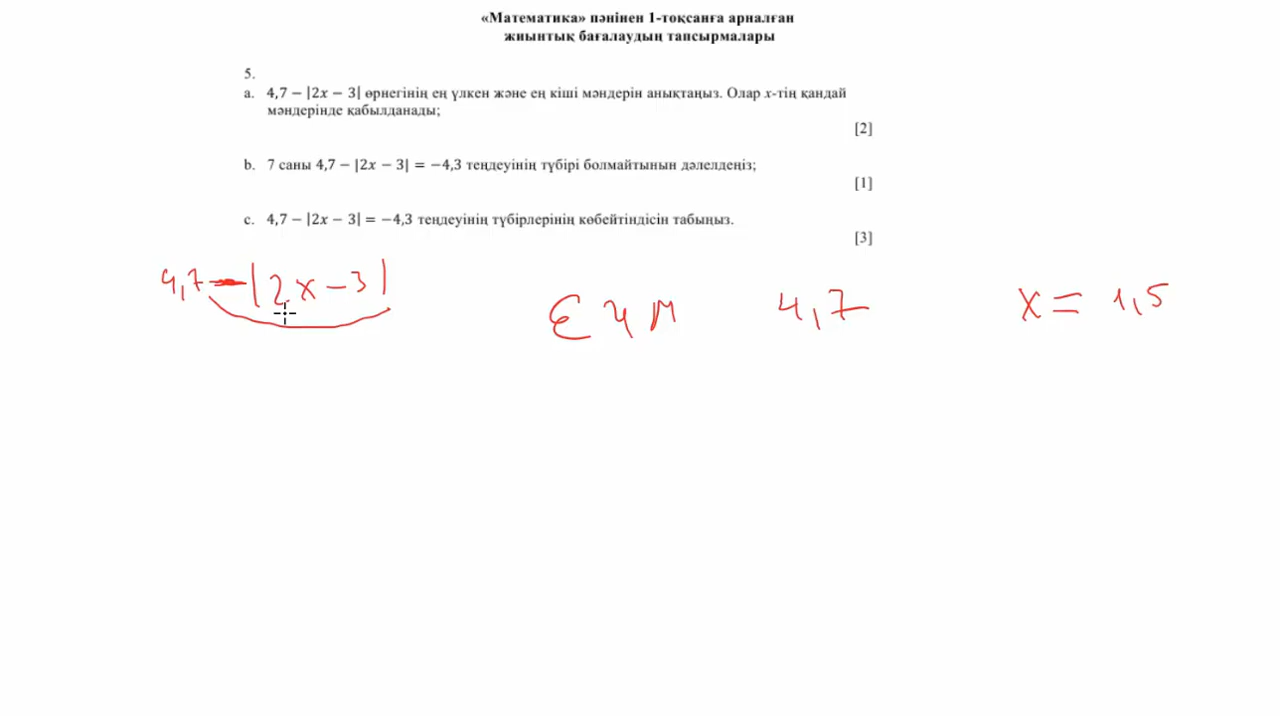 «Математика» пәнінен 1-тоқсанға арналған
жиынтық бағалаудың тапсырмалары
5.
a. 4,7 − |2x − 3| өрнегінің ең үлкен және ең кіші мәндерін анықтаңыз. Олар x-тің қандай
мәндерінде қабылданады;
[2]
b. 7 саны 4,7 − |2x − 3| = −4,3 теңдеуінің түбірі болмайтынын дәлелдеңіз;
[1]
c. 4,7 − |2x − 3| = −4,3 теңдеуінің түбірлерінің көбейтіндісін табыңыз.
[3]
4,7 − |2x − 3|
4,7
x = 1,5